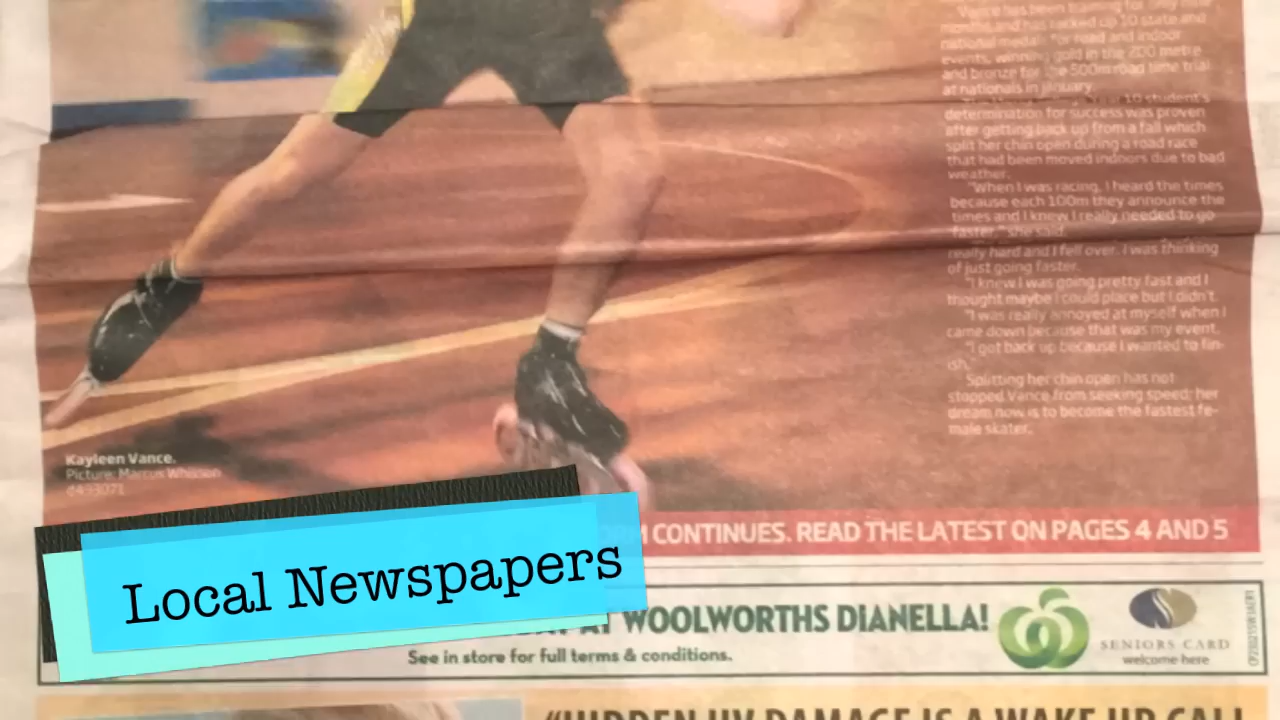 Vance has been training for only nine
months and has racked up 10 state and
national medals for road and indoor
events, winning gold in the 200 metre
and bronze for the 500m road time trial
at nationals in january.
10 student's
determination for success was proven
after getting back up from a fall which
split her chin open during a road race
that had been moved indoors due to bad
weather.
"When I was racing, I heard the times
because each 100m they announce the
times and I knew I really needed to go
faster," she said.
really hard and I fell over. I was thinking
of just going faster.
"I knew I was going pretty fast and I
thought maybe I could place but I didn't.
"I was really annoyed at myself when I
came down because that was my event.
"I got back up because I wanted to fin-
ish."
Splitting her chin open has not
stopped Vance from seeking speed; her
dream now is to become the fastest fe-
male skater.
Kayleen Vance.
Picture: Marcus Whisson
d433071
CONTINUES. READ THE LATEST ON PAGES 4 AND 5
Local Newspapers
AT WOOLWORTHS DIANELLA!
See in store for full terms & conditions.
SENIORS CARD
welcome here
"HIDDEN UV DAMAGE IS A WAKE UP CALL